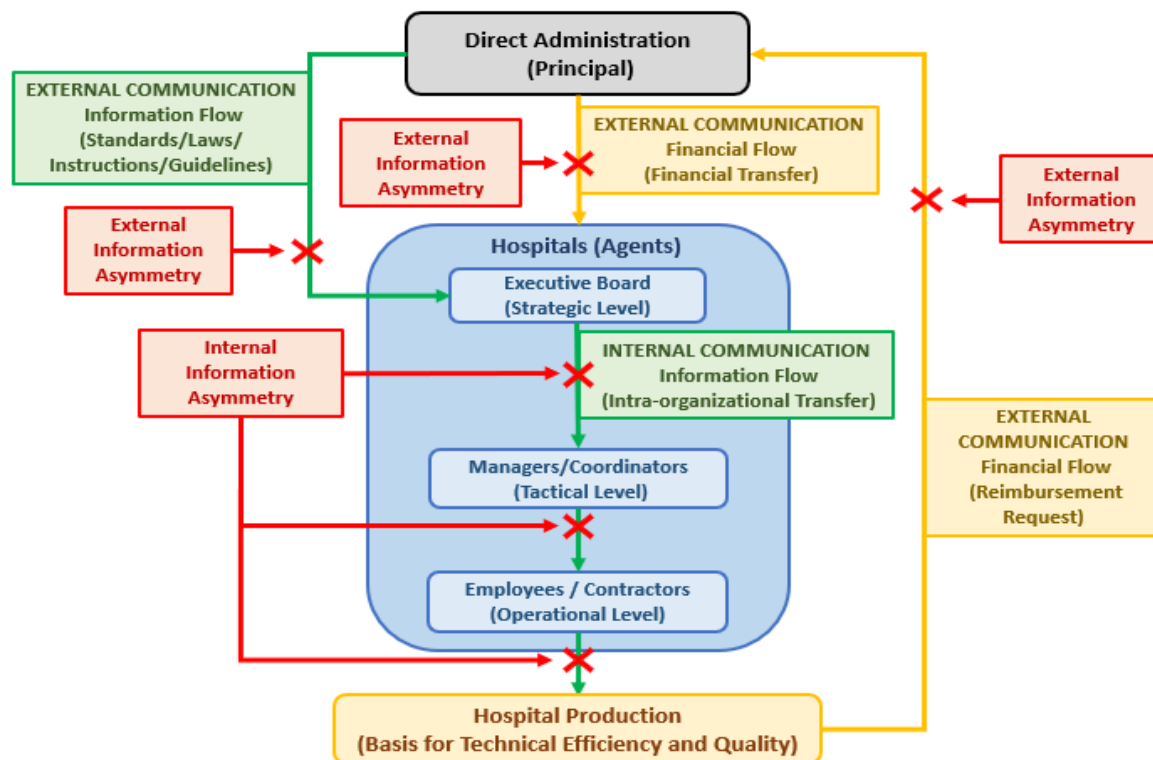 Direct Administration
(Principal)
EXTERNAL COMMUNICATION
Information Flow
(Standards/Laws/
Instructions/Guidelines)
External
Information
Asymmetry
EXTERNAL COMMUNICATION
Financial Flow
(Financial Transfer)
External
Information
Asymmetry
External
Information
Asymmetry
Hospitals (Agents)
Executive Board
(Strategic Level)
Internal
Information
Asymmetry
INTERNAL COMMUNICATION
Information Flow
(Intra-organizational Transfer)
EXTERNAL
COMMUNICATION
Financial Flow
(Reimbursement
Request)
Managers/Coordinators
(Tactical Level)
Employees / Contractors
(Operational Level)
Hospital Production
(Basis for Technical Efficiency and Quality)